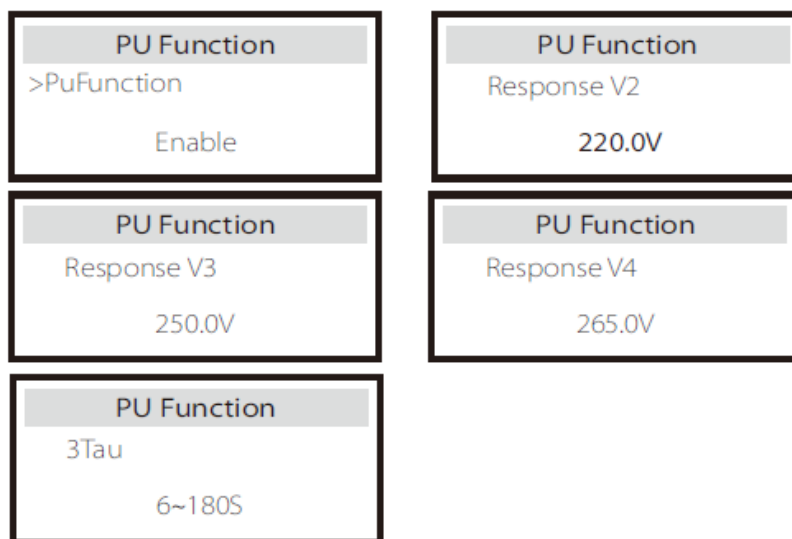 PU Function
>PuFunction
Enable
PU Function
Response V2
220.0V
PU Function
Response V3
250.0V
PU Function
Response V4
265.0V
PU Function
3Tau
6~180S